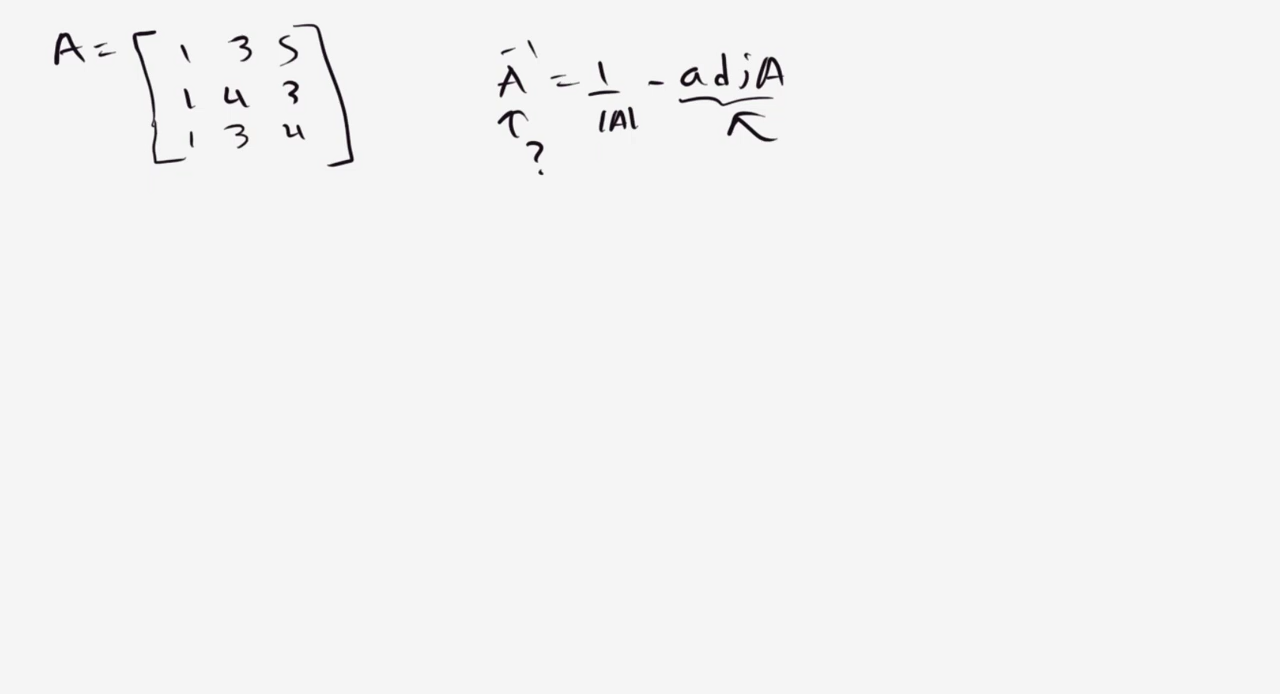 A = [ 1 3 5
1 4 3
1 3 4 ]
A⁻¹ = 1/|A| - adjA
↑ ↖
?